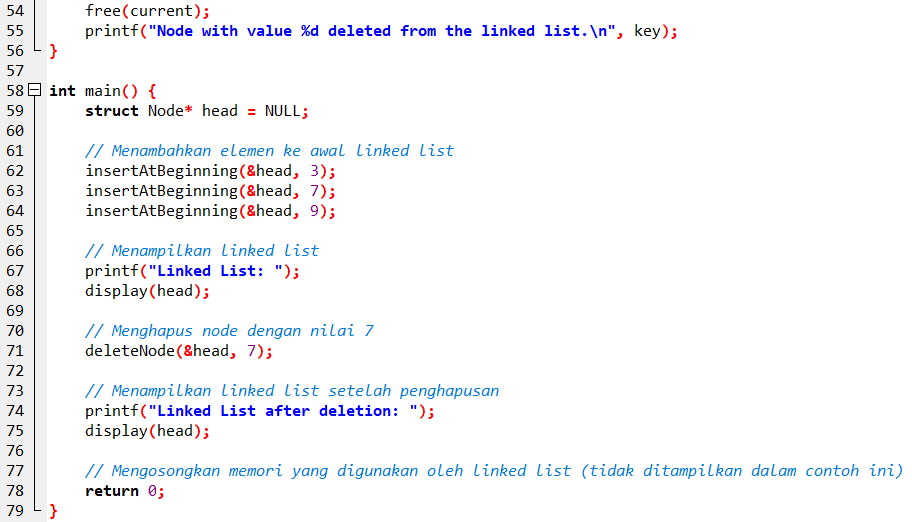 54 free(current);
55 printf("Node with value %d deleted from the linked list.\n", key);
56 }
57
58 int main() {
59 struct Node* head = NULL;
60
61 // Menambahkan elemen ke awal linked list
62 insertAtBeginning(&head, 3);
63 insertAtBeginning(&head, 7);
64 insertAtBeginning(&head, 9);
65
66 // Menampilkan linked list
67 printf("Linked List: ");
68 display(head);
69
70 // Menghapus node dengan nilai 7
71 deleteNode(&head, 7);
72
73 // Menampilkan linked list setelah penghapusan
74 printf("Linked List after deletion: ");
75 display(head);
76
77 // Mengosongkan memori yang digunakan oleh linked list (tidak ditampilkan dalam contoh ini)
78 return 0;
79 }